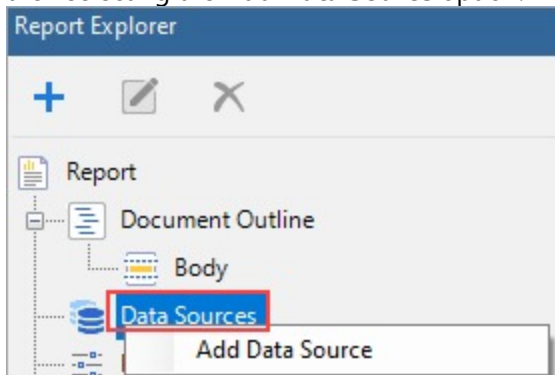 Report Explorer
Report
Document Outline
Body
Data Sources
Add Data Source